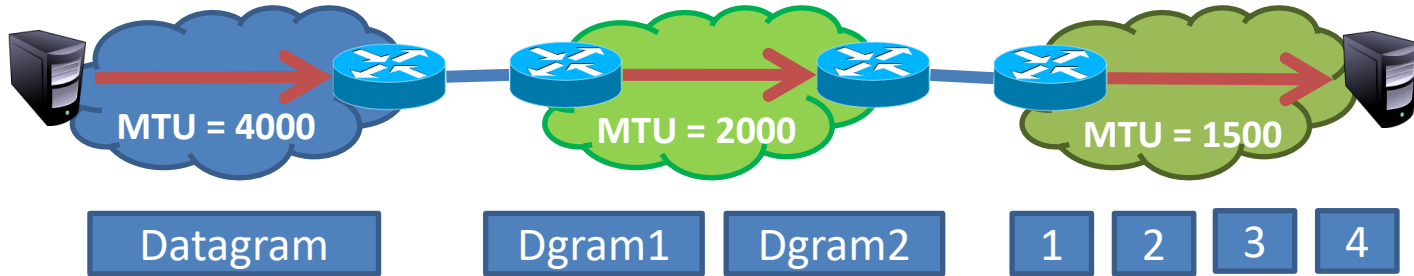 MTU = 4000
MTU = 2000
MTU = 1500
Datagram
Dgram1
Dgram2
1
2
3
4